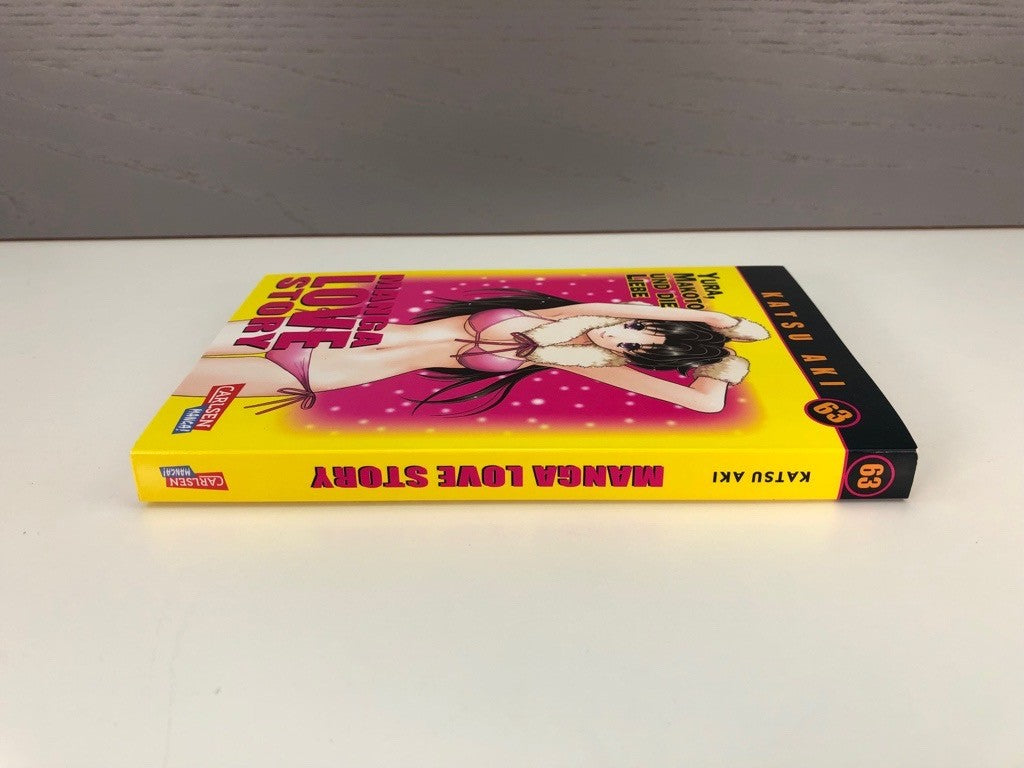 KATSU AKI
63
YURA,
MAKOTO
UND DIE
LIEBE
MANGA
LOVE
STORY
CARLSEN
MANGA!
63
KATSU AKI
MANGA LOVE STORY
CARLSEN
MANGA!